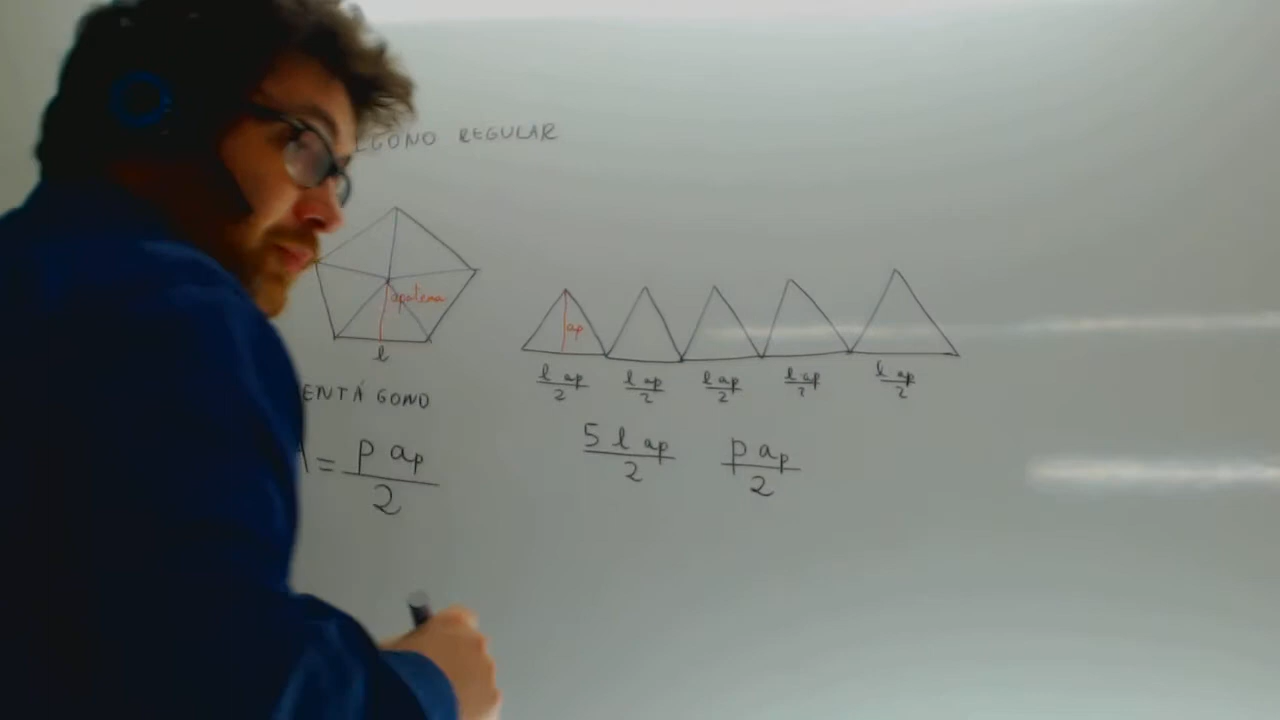 IGONO REGULAR
apotema
l
ap
l ap/2 l ap/2 l ap/2 l ap/2 l ap/2
ENTÁGONO
A = p ap/2
5 l ap/2 p ap/2